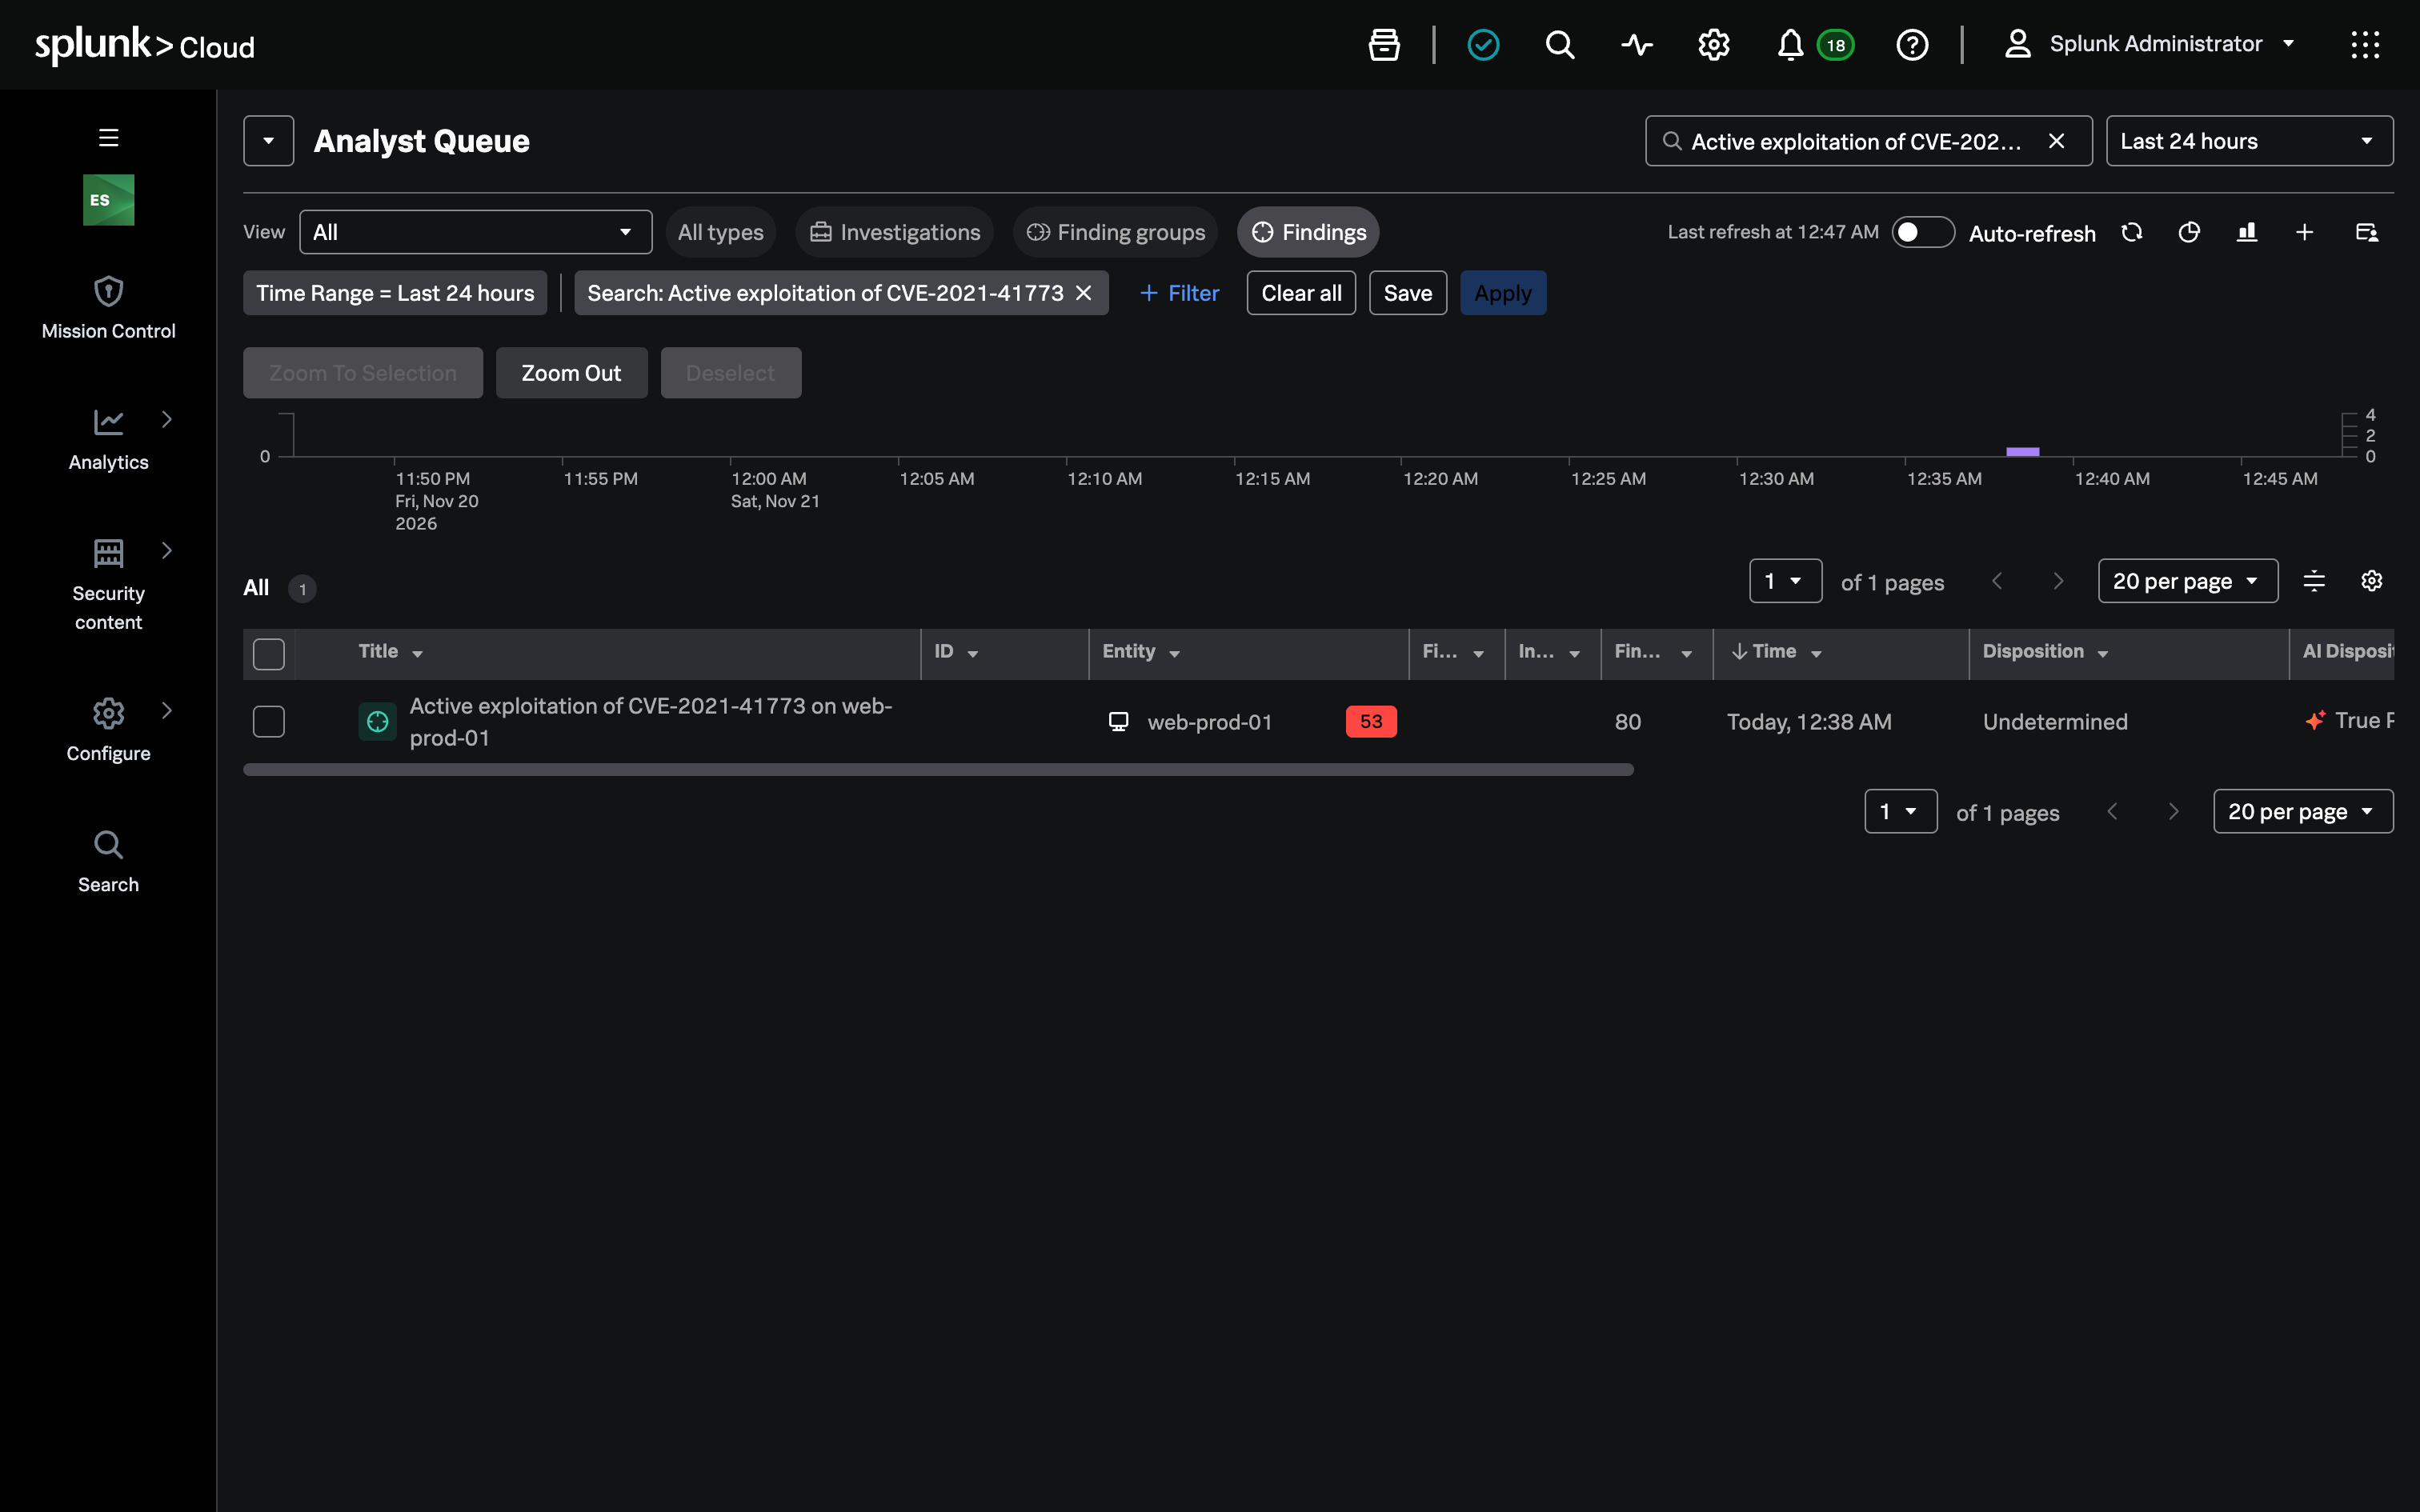 splunk>Cloud
18
Splunk Administrator
ES
Mission Control
Analytics
Security
content
Configure
Search
Analyst Queue
Active exploitation of CVE-202...
Last 24 hours
View
All
All types
Investigations
Finding groups
Findings
Last refresh at 12:47 AM
Auto-refresh
Time Range = Last 24 hours
Search: Active exploitation of CVE-2021-41773
+ Filter
Clear all
Save
Apply
Zoom To Selection
Zoom Out
Deselect
0
4
2
0
11:50 PM
Fri, Nov 20
2026
11:55 PM
12:00 AM
Sat, Nov 21
12:05 AM
12:10 AM
12:15 AM
12:20 AM
12:25 AM
12:30 AM
12:35 AM
12:40 AM
12:45 AM
All 1
1
of 1 pages
20 per page
Title
ID
Entity
Fi...
In...
Fin...
Time
Disposition
AI Disposit
Active exploitation of CVE-2021-41773 on web-
prod-01
web-prod-01
53
80
Today, 12:38 AM
Undetermined
True P
1
of 1 pages
20 per page